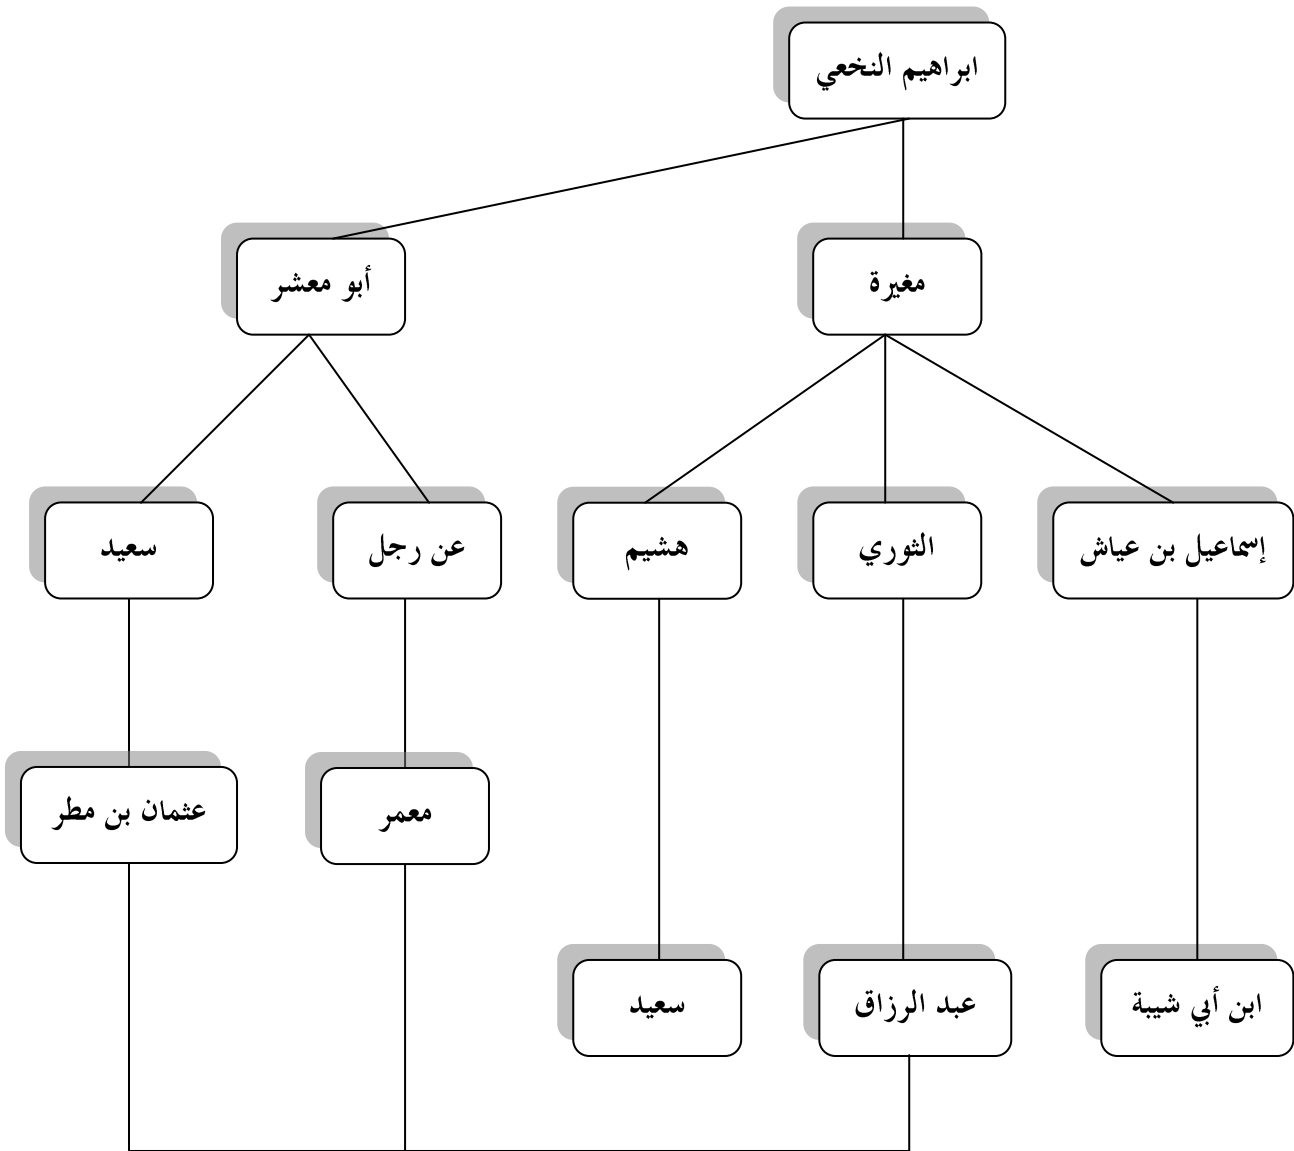 ابراهيم النخعي
مغيرة
أبو معشر
إسماعيل بن عياش
الثوري
هشيم
عن رجل
سعيد
معمر
عثمان بن مطر
ابن أبي شيبة
عبد الرزاق
سعيد